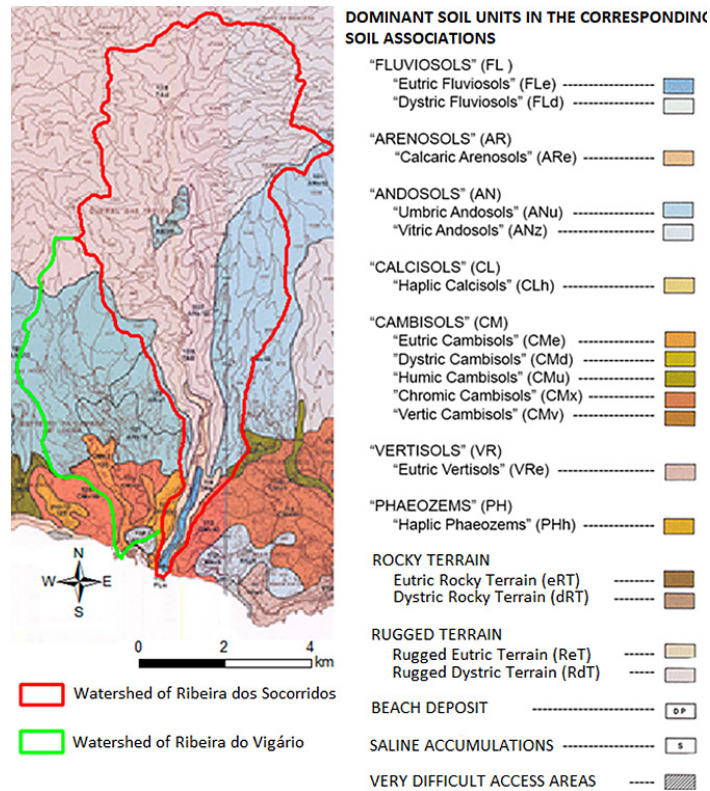 DOMINANT SOIL UNITS IN THE CORRESPONDING
SOIL ASSOCIATIONS
"FLUVIOSOLS" (FL )
"Eutric Fluviosols" (FLe)
"Dystric Fluviosols" (FLd)
"ARENOSOLS" (AR)
"Calcaric Arenosols" (ARe)
"ANDOSOLS" (AN)
"Umbric Andosols" (ANu)
"Vitric Andosols" (ANz)
"CALCISOLS" (CL)
"Haplic Calcisols" (CLh)
"CAMBISOLS" (CM)
"Eutric Cambisols" (CMe)
"Dystric Cambisols" (CMd)
"Humic Cambisols" (CMu)
"Chromic Cambisols" (CMx)
"Vertic Cambisols" (CMv)
"VERTISOLS" (VR)
"Eutric Vertisols" (VRe)
"PHAEOZEMS" (PH)
"Haplic Phaeozems" (PHh)
ROCKY TERRAIN
Eutric Rocky Terrain (eRT)
Dystric Rocky Terrain (dRT)
RUGGED TERRAIN
Rugged Eutric Terrain (ReT)
Rugged Dystric Terrain (RdT)
BEACH DEPOSIT D P
SALINE ACCUMULATIONS S
VERY DIFFICULT ACCESS AREAS
N
W E
S
0 2 4
km
Watershed of Ribeira dos Socorridos
Watershed of Ribeira do Vigário